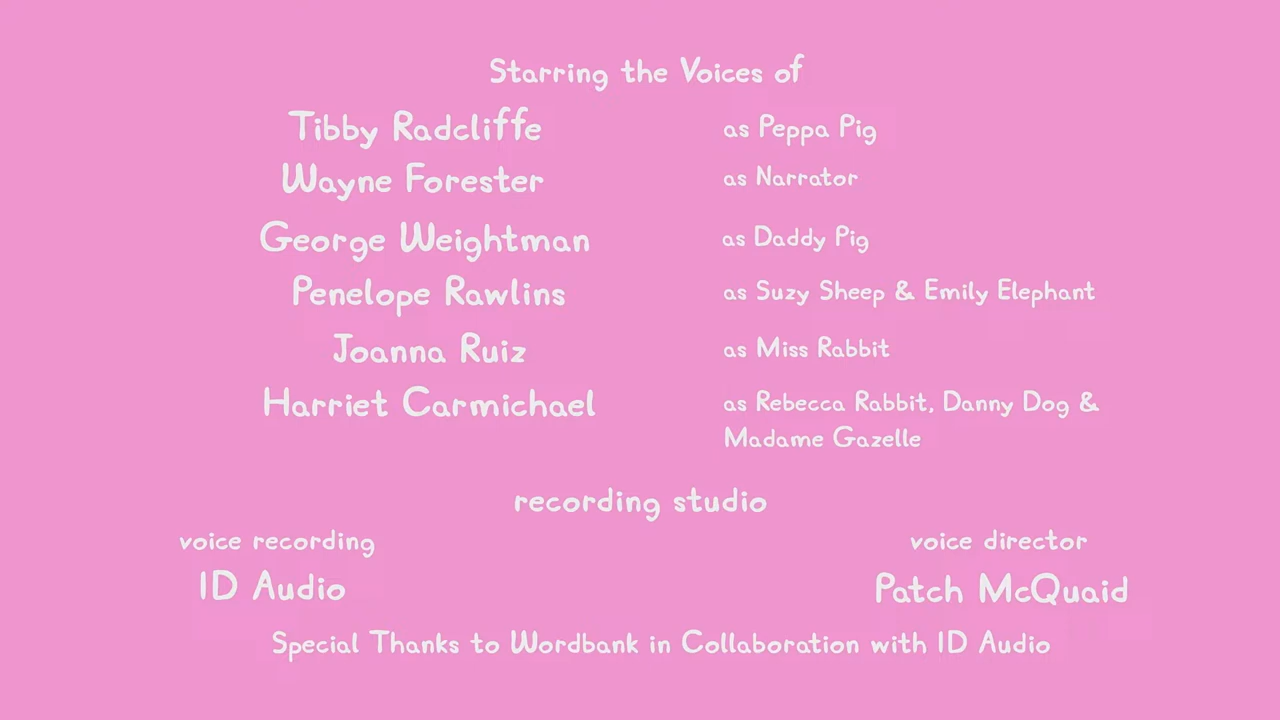 Starring the Voices of
Tibby Radcliffe as Peppa Pig
Wayne Forester as Narrator
George Weightman as Daddy Pig
Penelope Rawlins as Suzy Sheep & Emily Elephant
Joanna Ruiz as Miss Rabbit
Harriet Carmichael as Rebecca Rabbit, Danny Dog &
Madame Gazelle
recording studio
voice recording voice director
ID Audio Patch McQuaid
Special Thanks to Wordbank in Collaboration with ID Audio